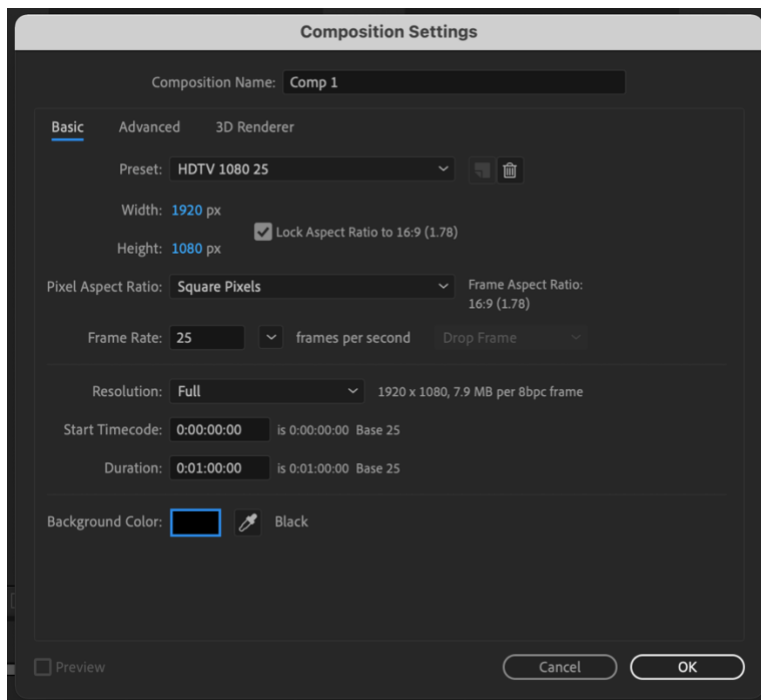 Composition Settings
Composition Name: Comp 1
Basic Advanced 3D Renderer
Preset: HDTV 1080 25
Width: 1920 px
Lock Aspect Ratio to 16:9 (1.78)
Height: 1080 px
Pixel Aspect Ratio: Square Pixels
Frame Aspect Ratio:
16:9 (1.78)
Frame Rate: 25 frames per second Drop Frame
Resolution: Full 1920 x 1080, 7.9 MB per 8bpc frame
Start Timecode: 0:00:00:00 is 0:00:00:00 Base 25
Duration: 0:01:00:00 is 0:01:00:00 Base 25
Background Color: Black
Preview Cancel OK